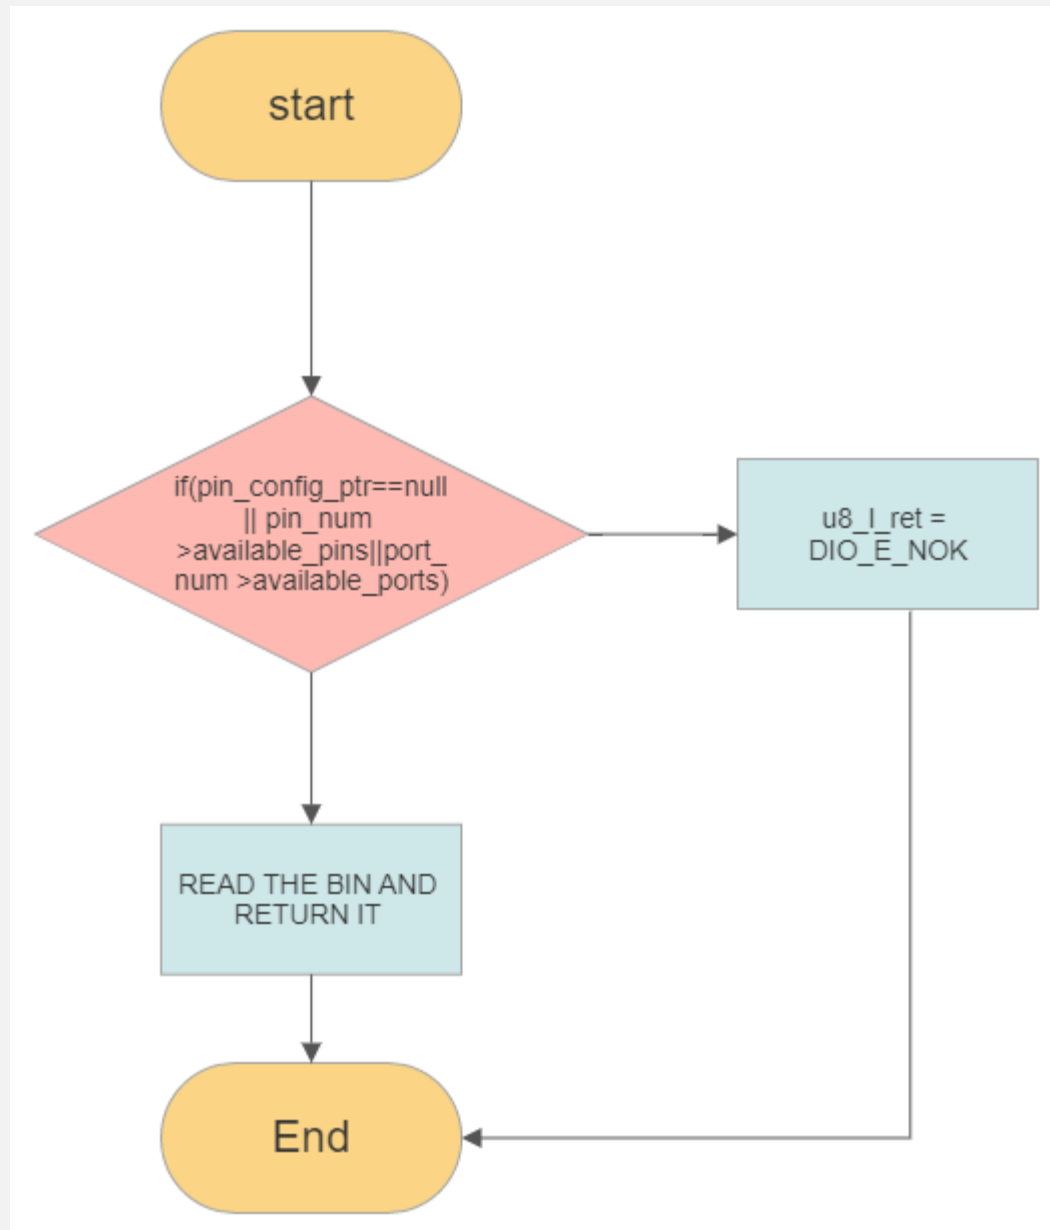 start
if(pin_config_ptr==null
|| pin_num
>available_pins||port_
num >available_ports)
u8_l_ret =
DIO_E_NOK
READ THE BIN AND
RETURN IT
End